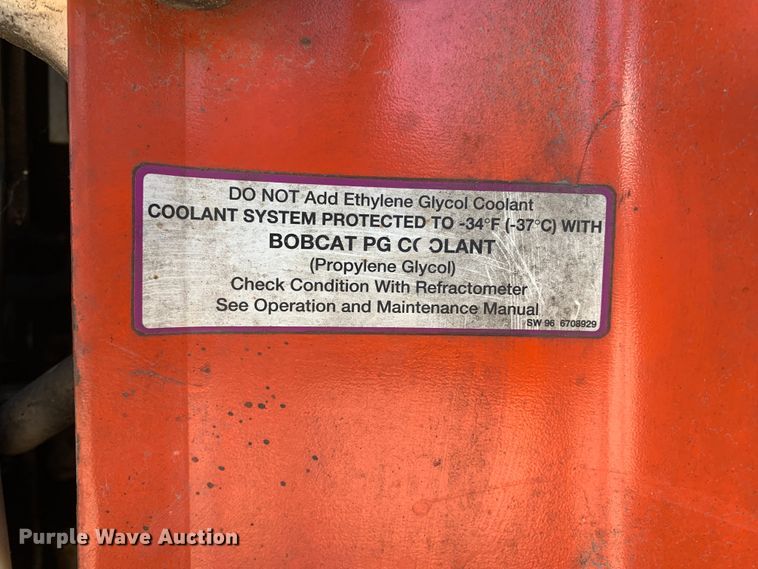 DO NOT Add Ethylene Glycol Coolant
COOLANT SYSTEM PROTECTED TO -34°F (-37°C) WITH
BOBCAT PG COOLANT
(Propylene Glycol)
Check Condition With Refractometer
See Operation and Maintenance Manual
SW 96 6708929
Purple Wave Auction